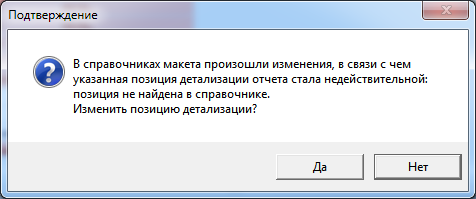 Подтверждение
В справочниках макета произошли изменения, в связи с чем
указанная позиция детализации отчета стала недействительной:
позиция не найдена в справочнике.
Изменить позицию детализации?
Да
Нет